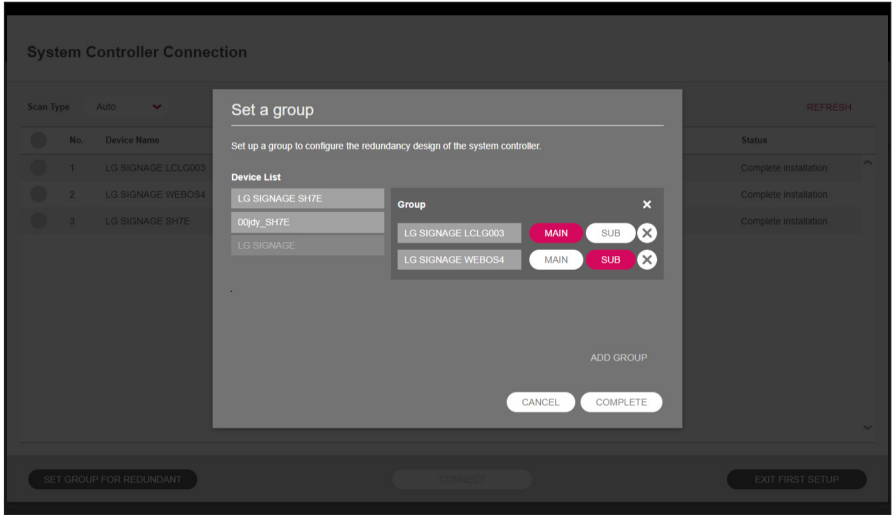 System Controller Connection
Scan Type Auto REFRESH
No. Device Name Status
1 LG SIGNAGE LCLG003 Complete installation
2 LG SIGNAGE WEBOS4 Complete installation
3 LG SIGNAGE SH7E Complete installation
Set a group
Set up a group to configure the redundancy design of the system controller.
Device List
LG SIGNAGE SH7E
00jdy_SH7E
LG SIGNAGE
Group
LG SIGNAGE LCLG003 MAIN SUB
LG SIGNAGE WEBOS4 MAIN SUB
.
ADD GROUP
CANCEL COMPLETE
SET GROUP FOR REDUNDANT CONNECT EXIT FIRST SETUP